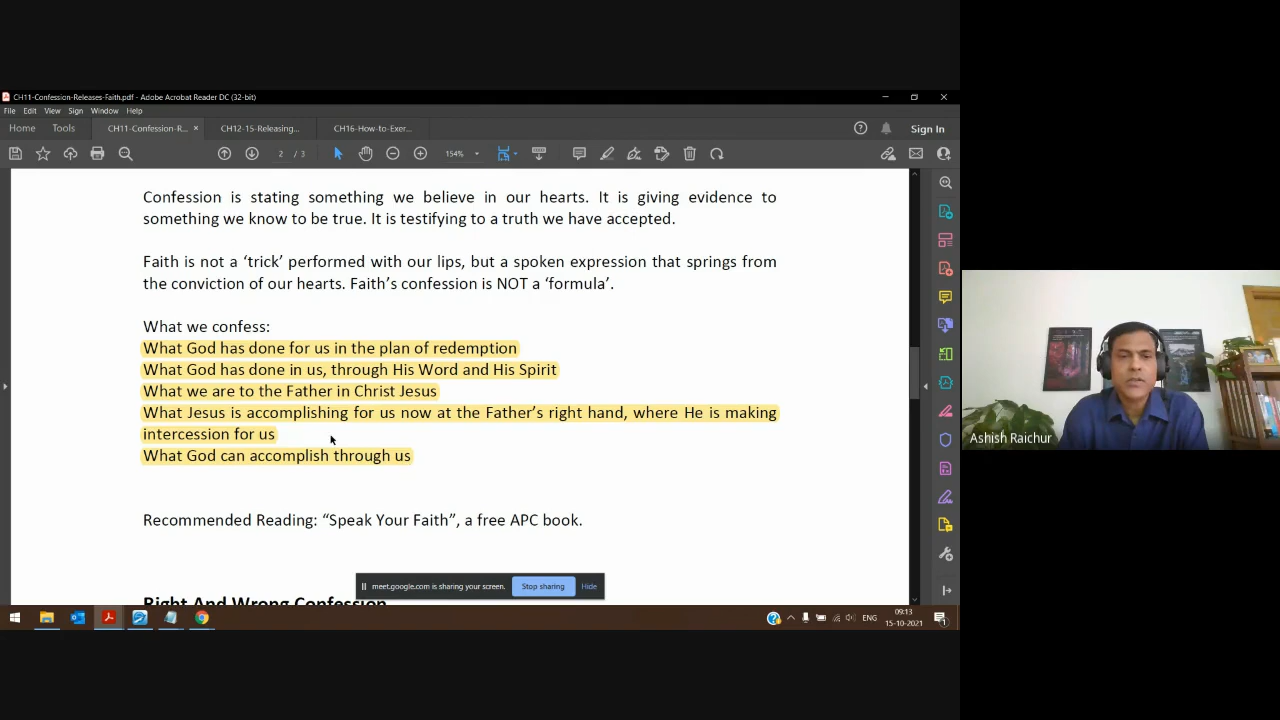 CH11-Confession-Releases-Faith.pdf - Adobe Acrobat Reader DC (32-bit)
File Edit View Sign Window Help
Home Tools CH11-Confession-R... × CH12-15-Releasing... CH16-How-to-Exer... Sign In
2 / 3 154%
Confession is stating something we believe in our hearts. It is giving evidence to
something we know to be true. It is testifying to a truth we have accepted.
Faith is not a ‘trick’ performed with our lips, but a spoken expression that springs from
the conviction of our hearts. Faith’s confession is NOT a ‘formula’.
What we confess:
What God has done for us in the plan of redemption
What God has done in us, through His Word and His Spirit
What we are to the Father in Christ Jesus
What Jesus is accomplishing for us now at the Father’s right hand, where He is making
intercession for us
What God can accomplish through us
Recommended Reading: “Speak Your Faith”, a free APC book.
Right And Wrong Confession
meet.google.com is sharing your screen. Stop sharing Hide
ENG
09:13
15-10-2021
Ashish Raichur